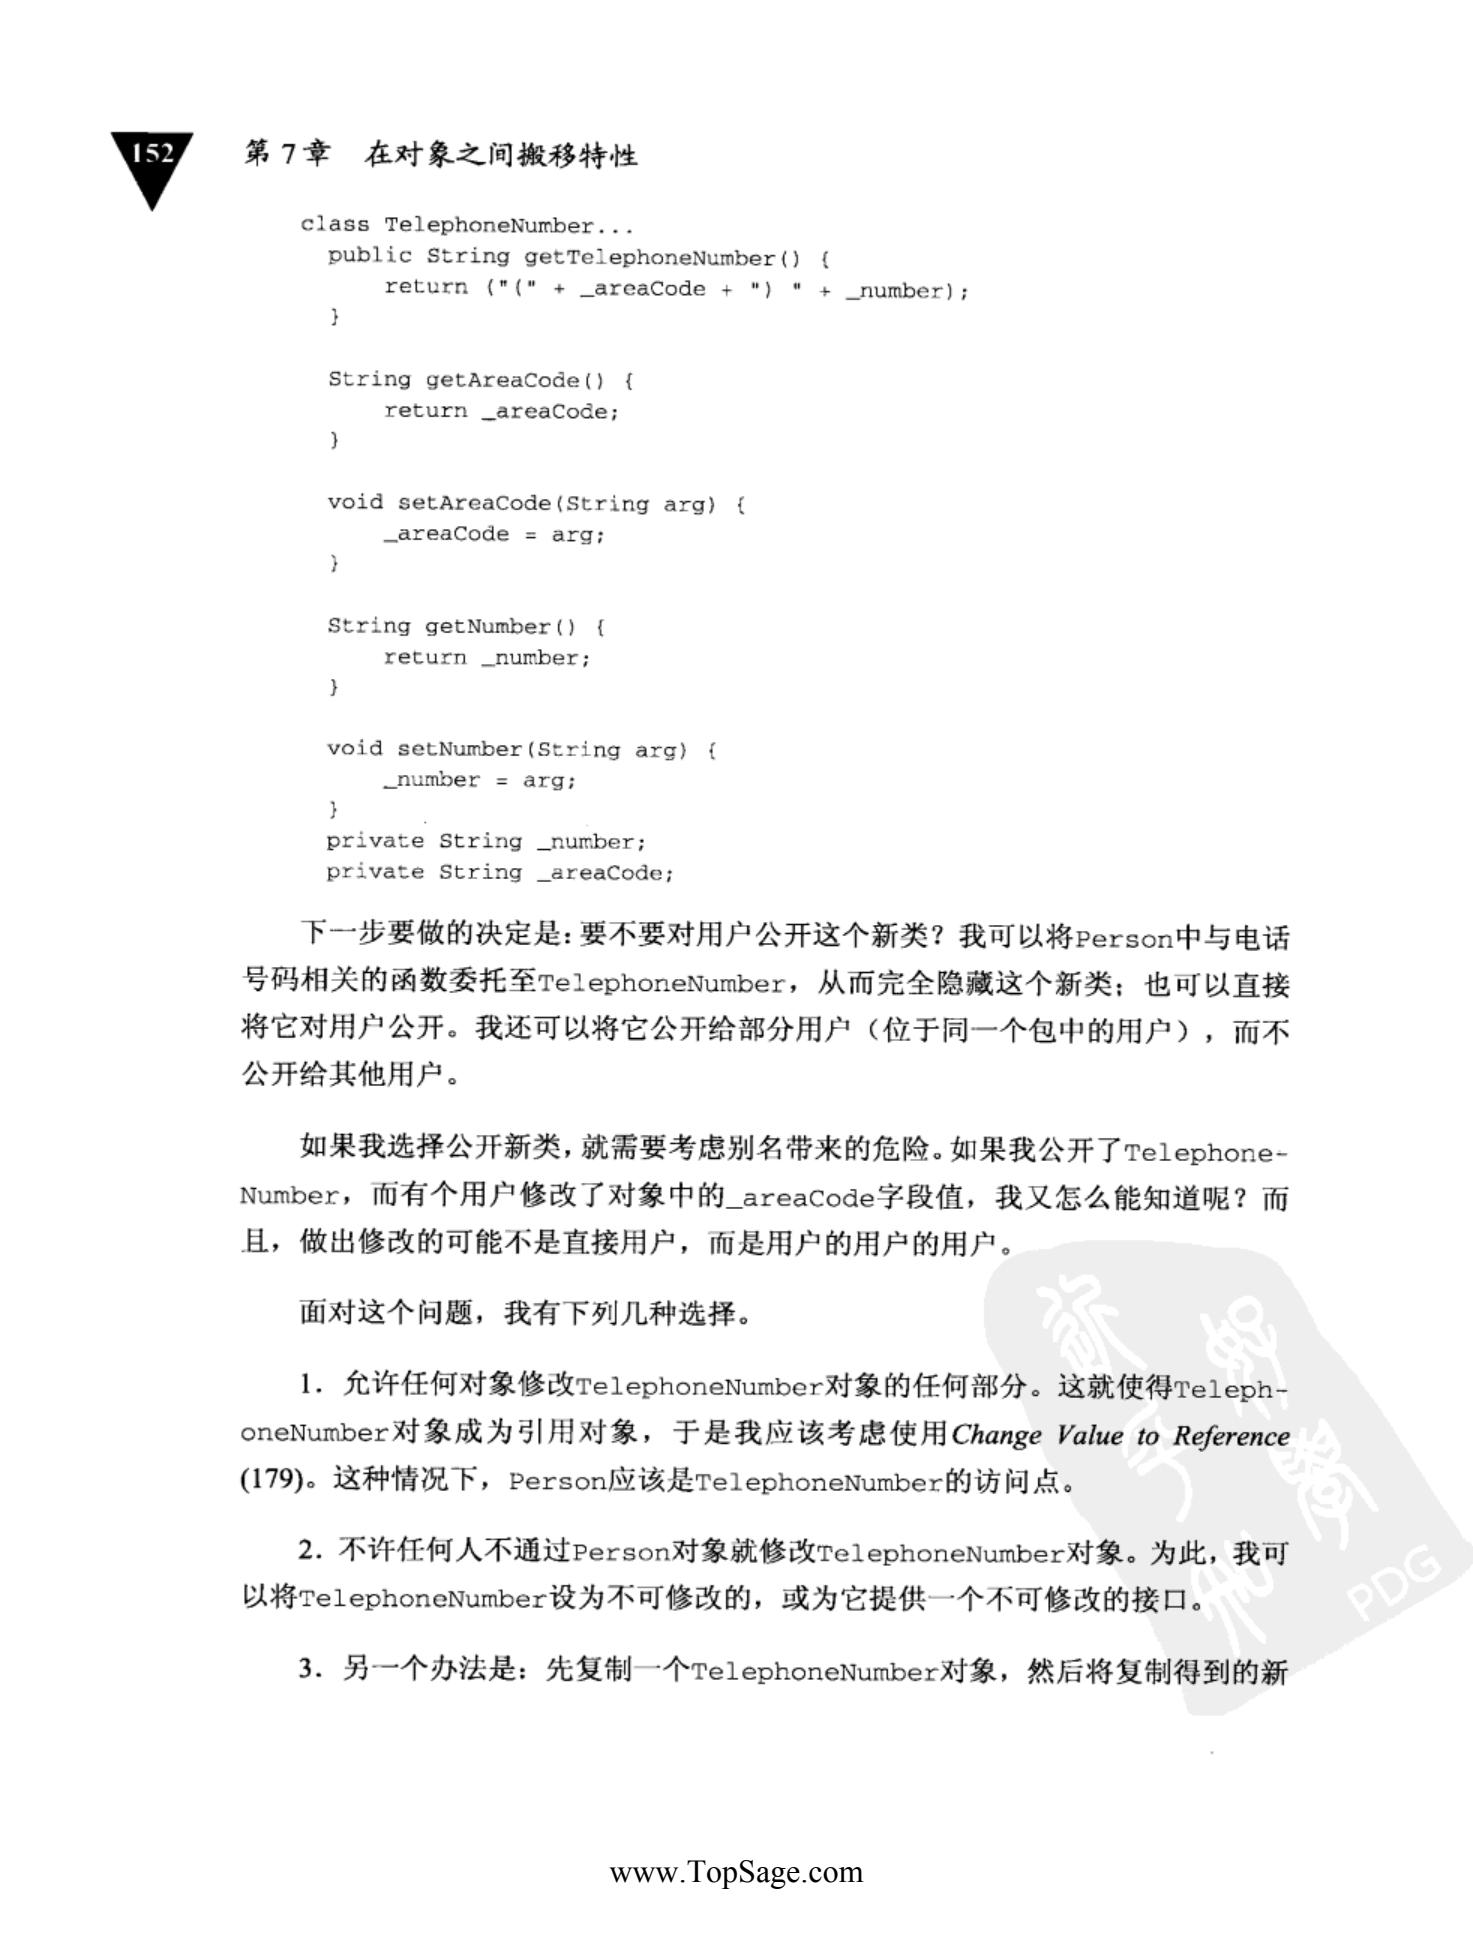 152
第 7 章 在对象之间搬移特性
class TelephoneNumber...
public String getTelephoneNumber() {
return ("(" + _areaCode + ") " + _number);
}
String getAreaCode() {
return _areaCode;
}
void setAreaCode(String arg) {
_areaCode = arg;
}
String getNumber() {
return _number;
}
void setNumber(String arg) {
_number = arg;
}
private String _number;
private String _areaCode;
下一步要做的决定是：要不要对用户公开这个新类？我可以将Person中与电话
号码相关的函数委托至TelephoneNumber，从而完全隐藏这个新类；也可以直接
将它对用户公开。我还可以将它公开给部分用户（位于同一个包中的用户），而不
公开给其他用户。
如果我选择公开新类，就需要考虑别名带来的危险。如果我公开了Telephone-
Number，而有个用户修改了对象中的_areaCode字段值，我又怎么能知道呢？而
且，做出修改的可能不是直接用户，而是用户的用户的用户。
面对这个问题，我有下列几种选择。
1．允许任何对象修改TelephoneNumber对象的任何部分。这就使得Teleph-
oneNumber对象成为引用对象，于是我应该考虑使用Change Value to Reference
(179)。这种情况下，Person应该是TelephoneNumber的访问点。
2．不许任何人不通过Person对象就修改TelephoneNumber对象。为此，我可
以将TelephoneNumber设为不可修改的，或为它提供一个不可修改的接口。
3．另一个办法是：先复制一个TelephoneNumber对象，然后将复制得到的新
PDG
www.TopSage.com